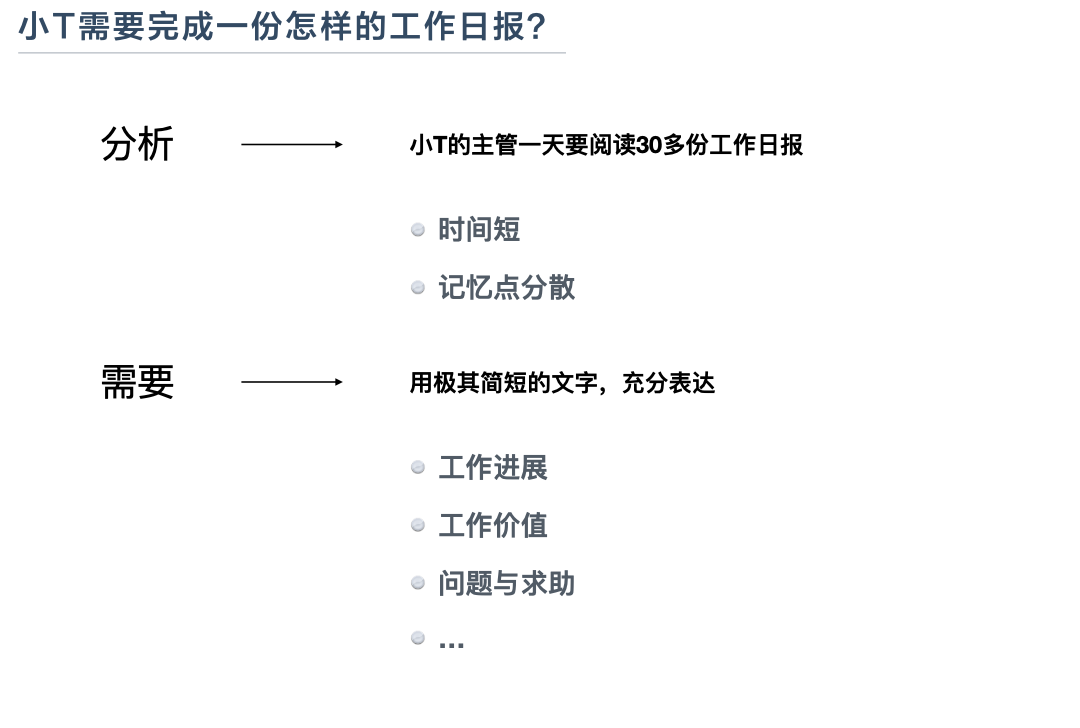 小T需要完成一份怎样的工作日报？
分析
小T的主管一天要阅读30多份工作日报
时间短
记忆点分散
需要
用极其简短的文字，充分表达
工作进展
工作价值
问题与求助
...